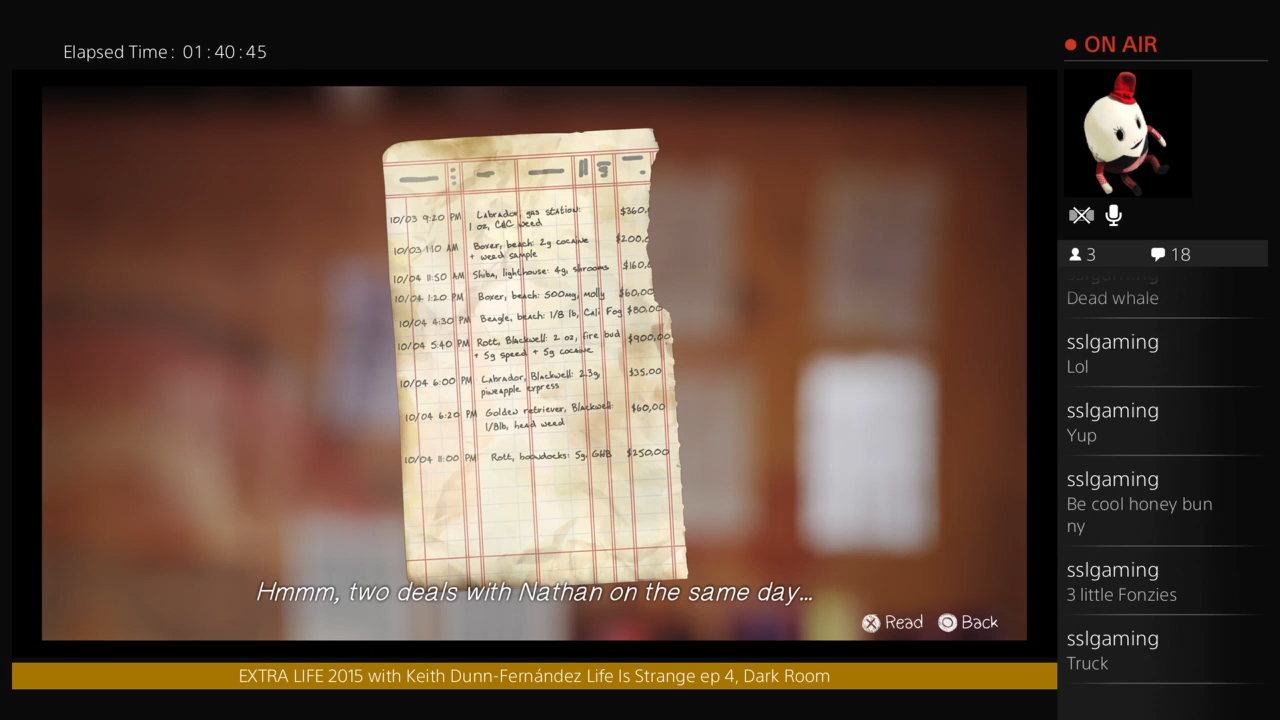 Elapsed Time: 01:40:45
ON AIR
3
18
10/03 9:20 PM Labrador, gas station: $360,
1 oz, C&C weed
10/03 1:10 AM Boxer, beach: 2g cocaine $200,0
+ weed sample
10/04 11:50 AM Shiba, lighthouse: 4g, shrooms $160,0
10/04 1:20 PM Boxer, beach: 500mg, molly $60,00
10/04 4:30 PM Beagle, beach: 1/8 lb, Cali Fog $80,00
10/04 5:40 PM Rott, Blackwell: 2 oz, fire bud $900,00
+ 5g speed + 5g cocaine
10/04 6:00 PM Labrador, Blackwell: 2.3g, $35,00
pineapple express
10/04 6:20 PM Golden retriever, Blackwell: $60,00
1/8lb, head weed
10/04 11:00 PM Rott, boowdocks: 5g, GHB $250,00
Hmmm, two deals with Nathan on the same day...
Read Back
EXTRA LIFE 2015 with Keith Dunn-Fernández Life Is Strange ep 4, Dark Room
sslgaming
Dead whale
sslgaming
Lol
sslgaming
Yup
sslgaming
Be cool honey bun
ny
sslgaming
3 little Fonzies
sslgaming
Truck